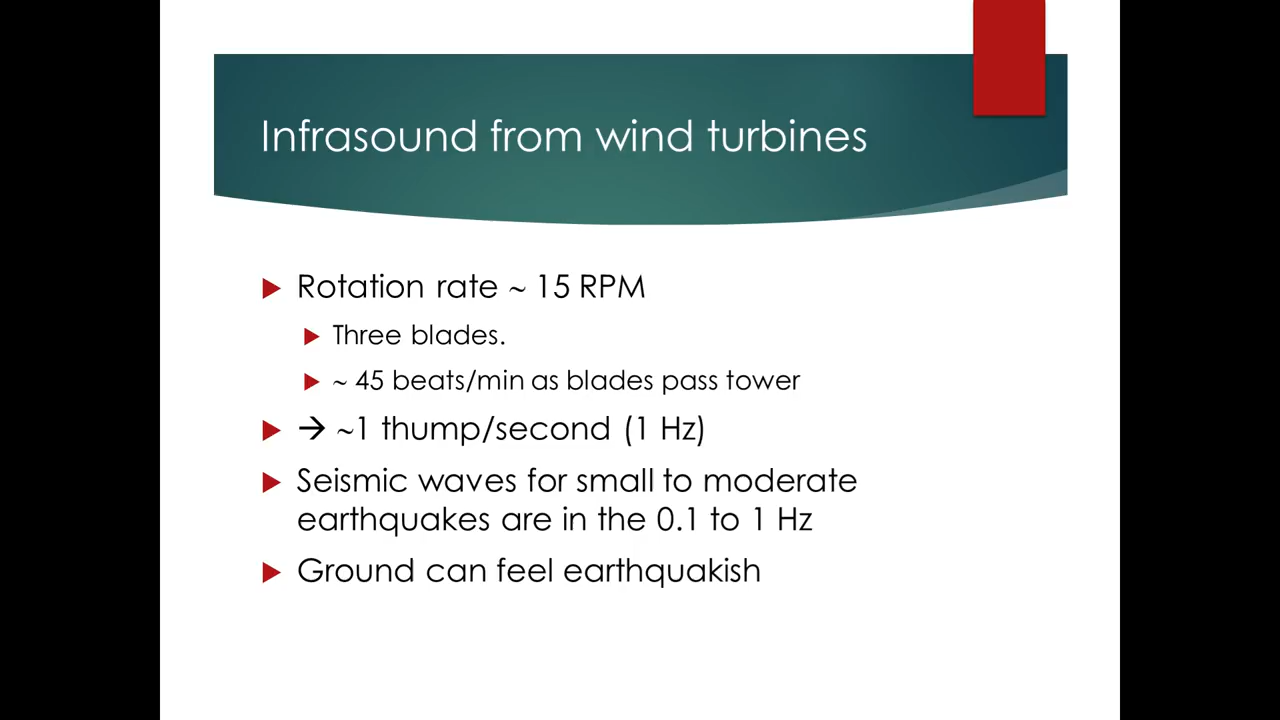 Infrasound from wind turbines
Rotation rate ~ 15 RPM
Three blades.
~ 45 beats/min as blades pass tower
→ ~1 thump/second (1 Hz)
Seismic waves for small to moderate
earthquakes are in the 0.1 to 1 Hz
Ground can feel earthquakish